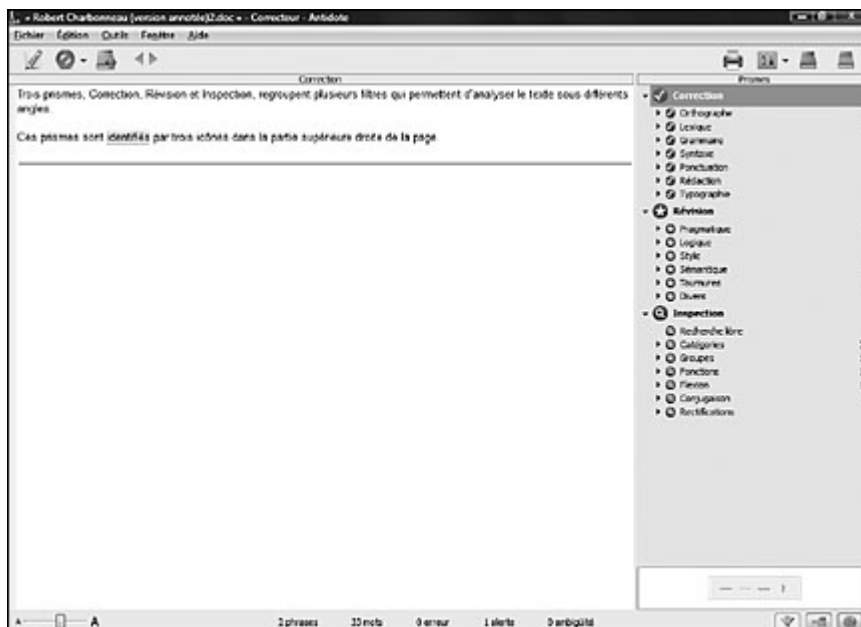 « Robert Charbonneau (version annotée)2.doc » - Correcteur - Antidote
Fichier Édition Outils Fenêtre Aide
Correction
Trois prismes, Correction, Révision et Inspection, regroupent plusieurs filtres qui permettent d'analyser le texte sous différents
angles.
Ces prismes sont identifiés par trois icônes dans la partie supérieure droite de la page.
Prismes
Correction
Orthographe
Lexique
Grammaire
Syntaxe
Ponctuation
Rédaction
Typographie
Révision
Pragmatique
Logique
Style
Sémantique
Tournures
Divers
Inspection
Recherche libre
Catégories
Groupes
Fonctions
Flexion
Conjugaison
Rectifications
A A 2 phrases 33 mots 0 erreur 1 alerte 0 ambiguïté